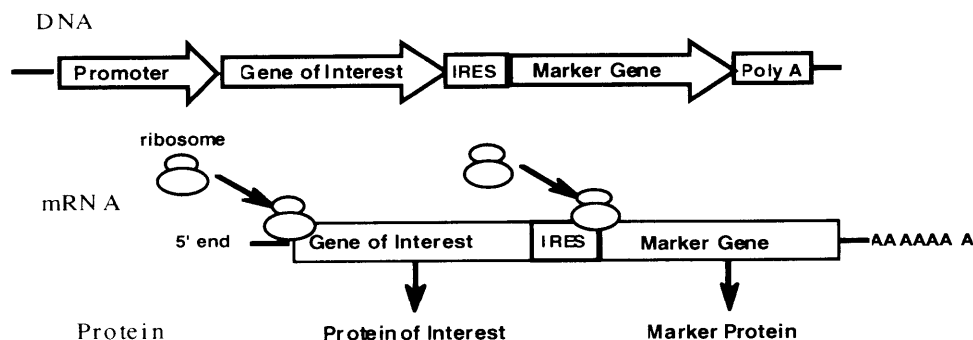 DNA
Promoter Gene of Interest IRES Marker Gene Poly A
ribosome
mRNA
5' end Gene of Interest IRES Marker Gene AAAAAAA
Protein Protein of Interest Marker Protein